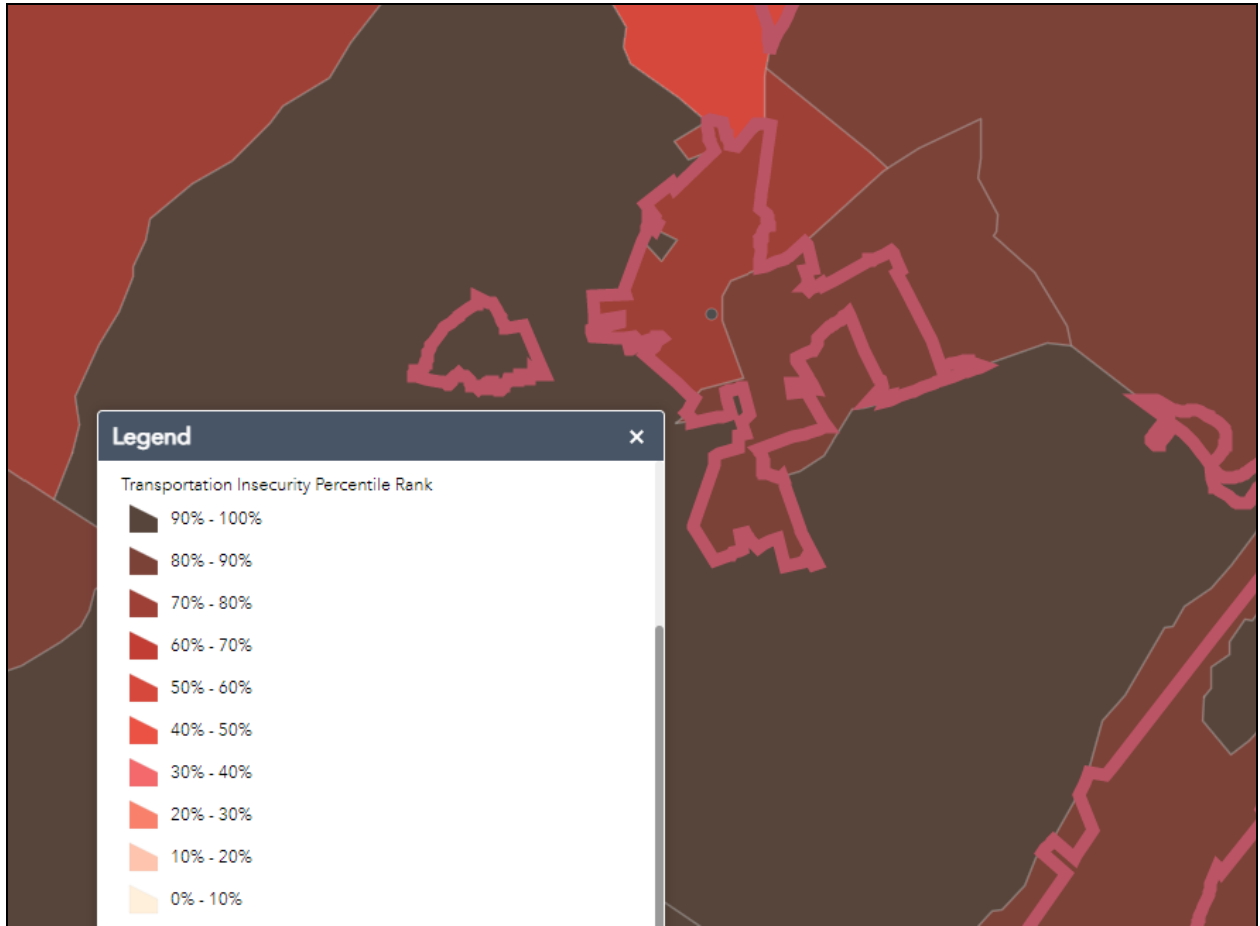 Legend ×
Transportation Insecurity Percentile Rank
90% - 100%
80% - 90%
70% - 80%
60% - 70%
50% - 60%
40% - 50%
30% - 40%
20% - 30%
10% - 20%
0% - 10%